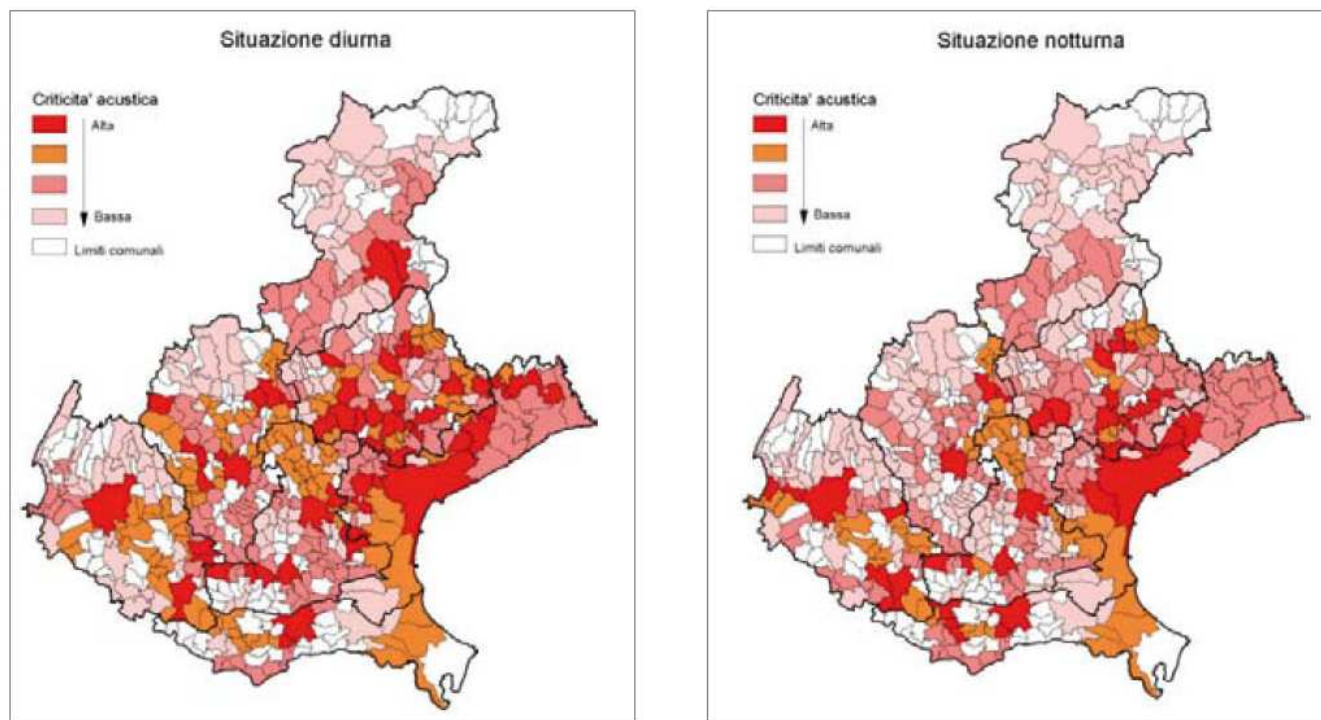 Situazione diurna
Criticita' acustica
Alta
Bassa
Limiti comunali
Situazione notturna
Criticita' acustica
Alta
Bassa
Limiti comunali